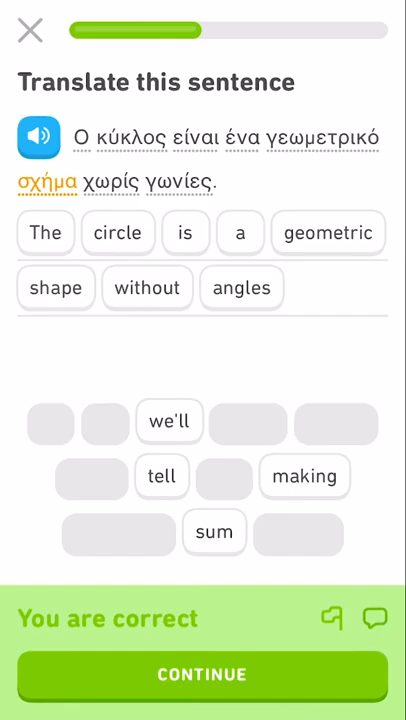 Translate this sentence
Ο κύκλος είναι ένα γεωμετρικό
σχήμα χωρίς γωνίες.
The circle is a geometric
shape without angles
we'll
tell making
sum
You are correct
CONTINUE